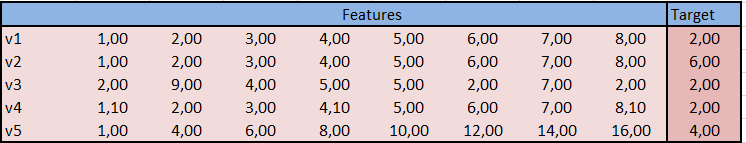 Features Target
v1 1,00 2,00 3,00 4,00 5,00 6,00 7,00 8,00 2,00
v2 1,00 2,00 3,00 4,00 5,00 6,00 7,00 8,00 6,00
v3 2,00 9,00 4,00 5,00 5,00 2,00 7,00 2,00 2,00
v4 1,10 2,00 3,00 4,10 5,00 6,00 7,00 8,10 2,00
v5 1,00 4,00 6,00 8,00 10,00 12,00 14,00 16,00 4,00